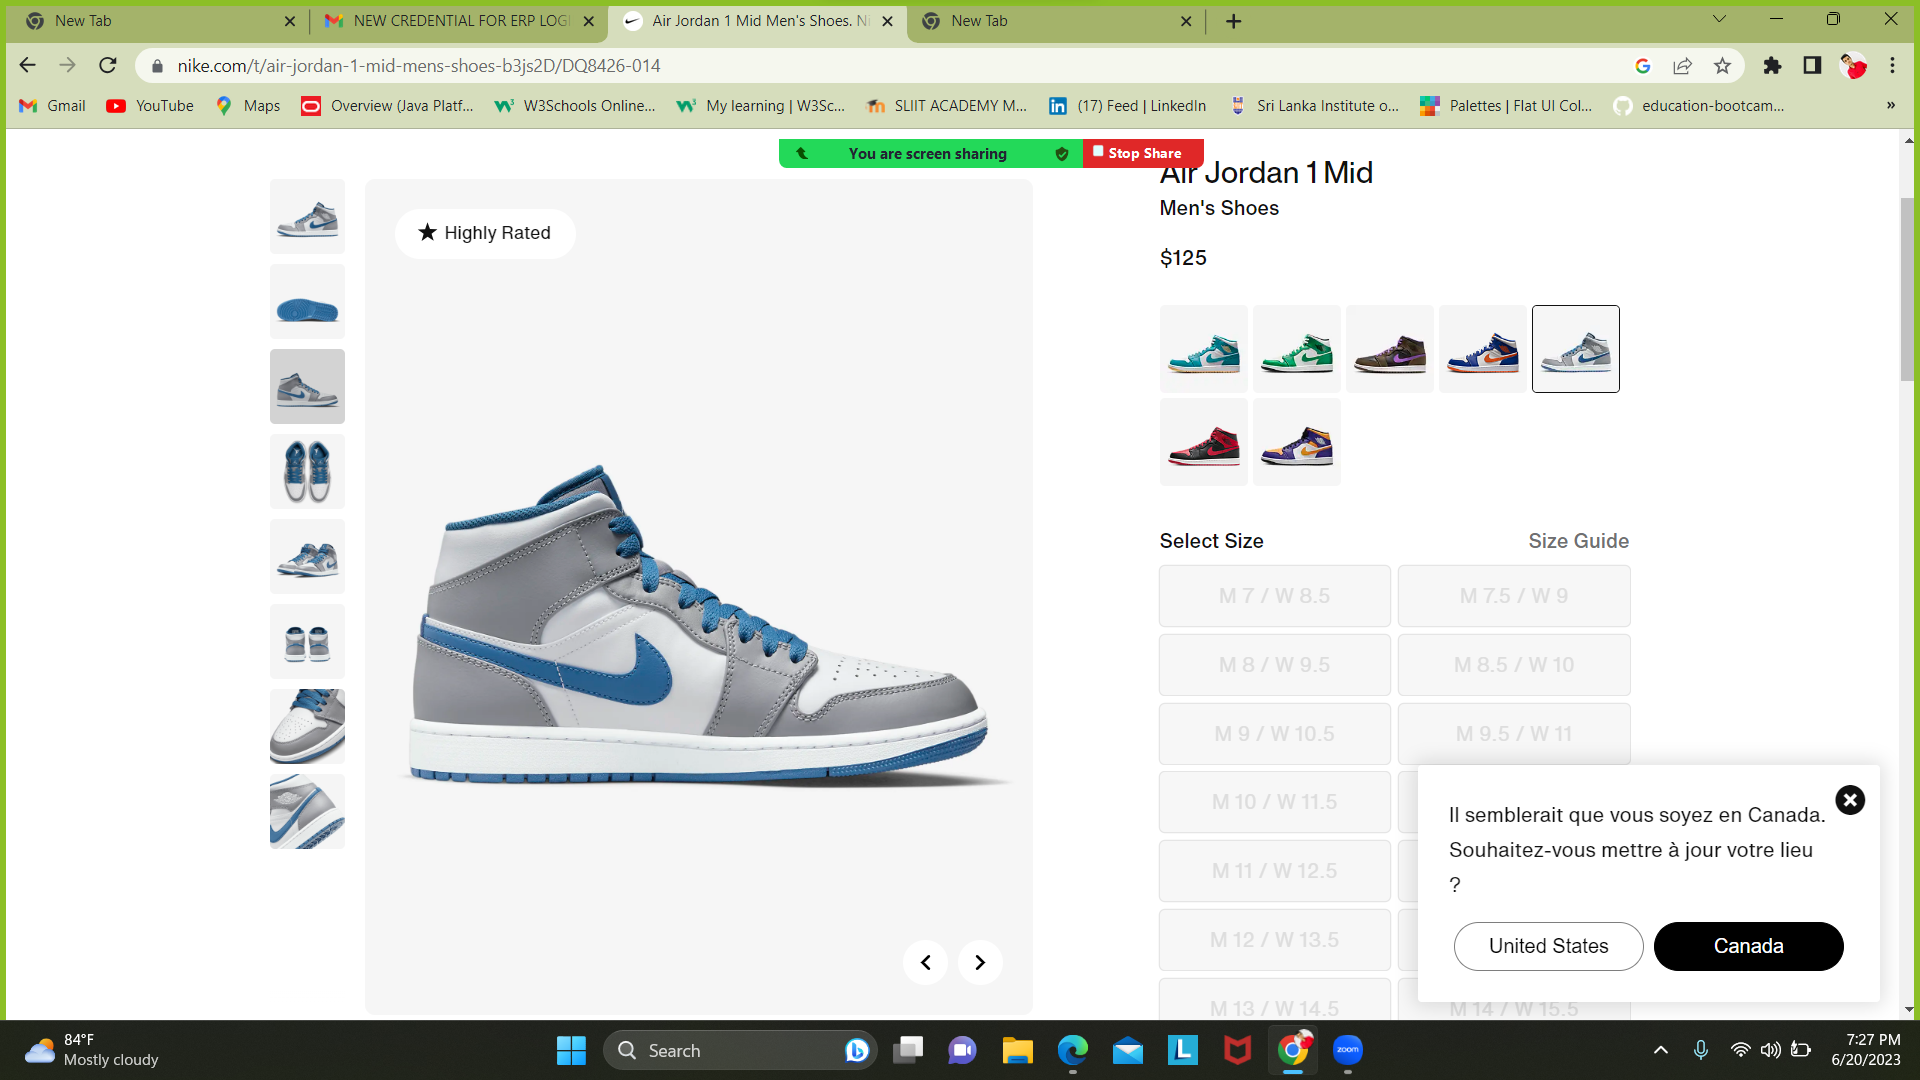 New Tab
NEW CREDENTIAL FOR ERP LOGI
Air Jordan 1 Mid Men's Shoes. Ni
New Tab
nike.com/t/air-jordan-1-mid-mens-shoes-b3js2D/DQ8426-014
Gmail
YouTube
Maps
Overview (Java Platf...
W3Schools Online...
My learning | W3Sc...
SLIIT ACADEMY M...
(17) Feed | LinkedIn
Sri Lanka Institute o...
Palettes | Flat UI Col...
education-bootcam...
»
You are screen sharing
Stop Share
Air Jordan 1 Mid
Men's Shoes
$125
★ Highly Rated
Select Size
Size Guide
M 7 / W 8.5
M 7.5 / W 9
M 8 / W 9.5
M 8.5 / W 10
M 9 / W 10.5
M 9.5 / W 11
M 10 / W 11.5
M 11 / W 12.5
M 12 / W 13.5
M 13 / W 14.5
M 14 / W 15.5
Il semblerait que vous soyez en Canada.
Souhaitez-vous mettre à jour votre lieu
?
United States
Canada
84°F
Mostly cloudy
Search
zoom
7:27 PM
6/20/2023